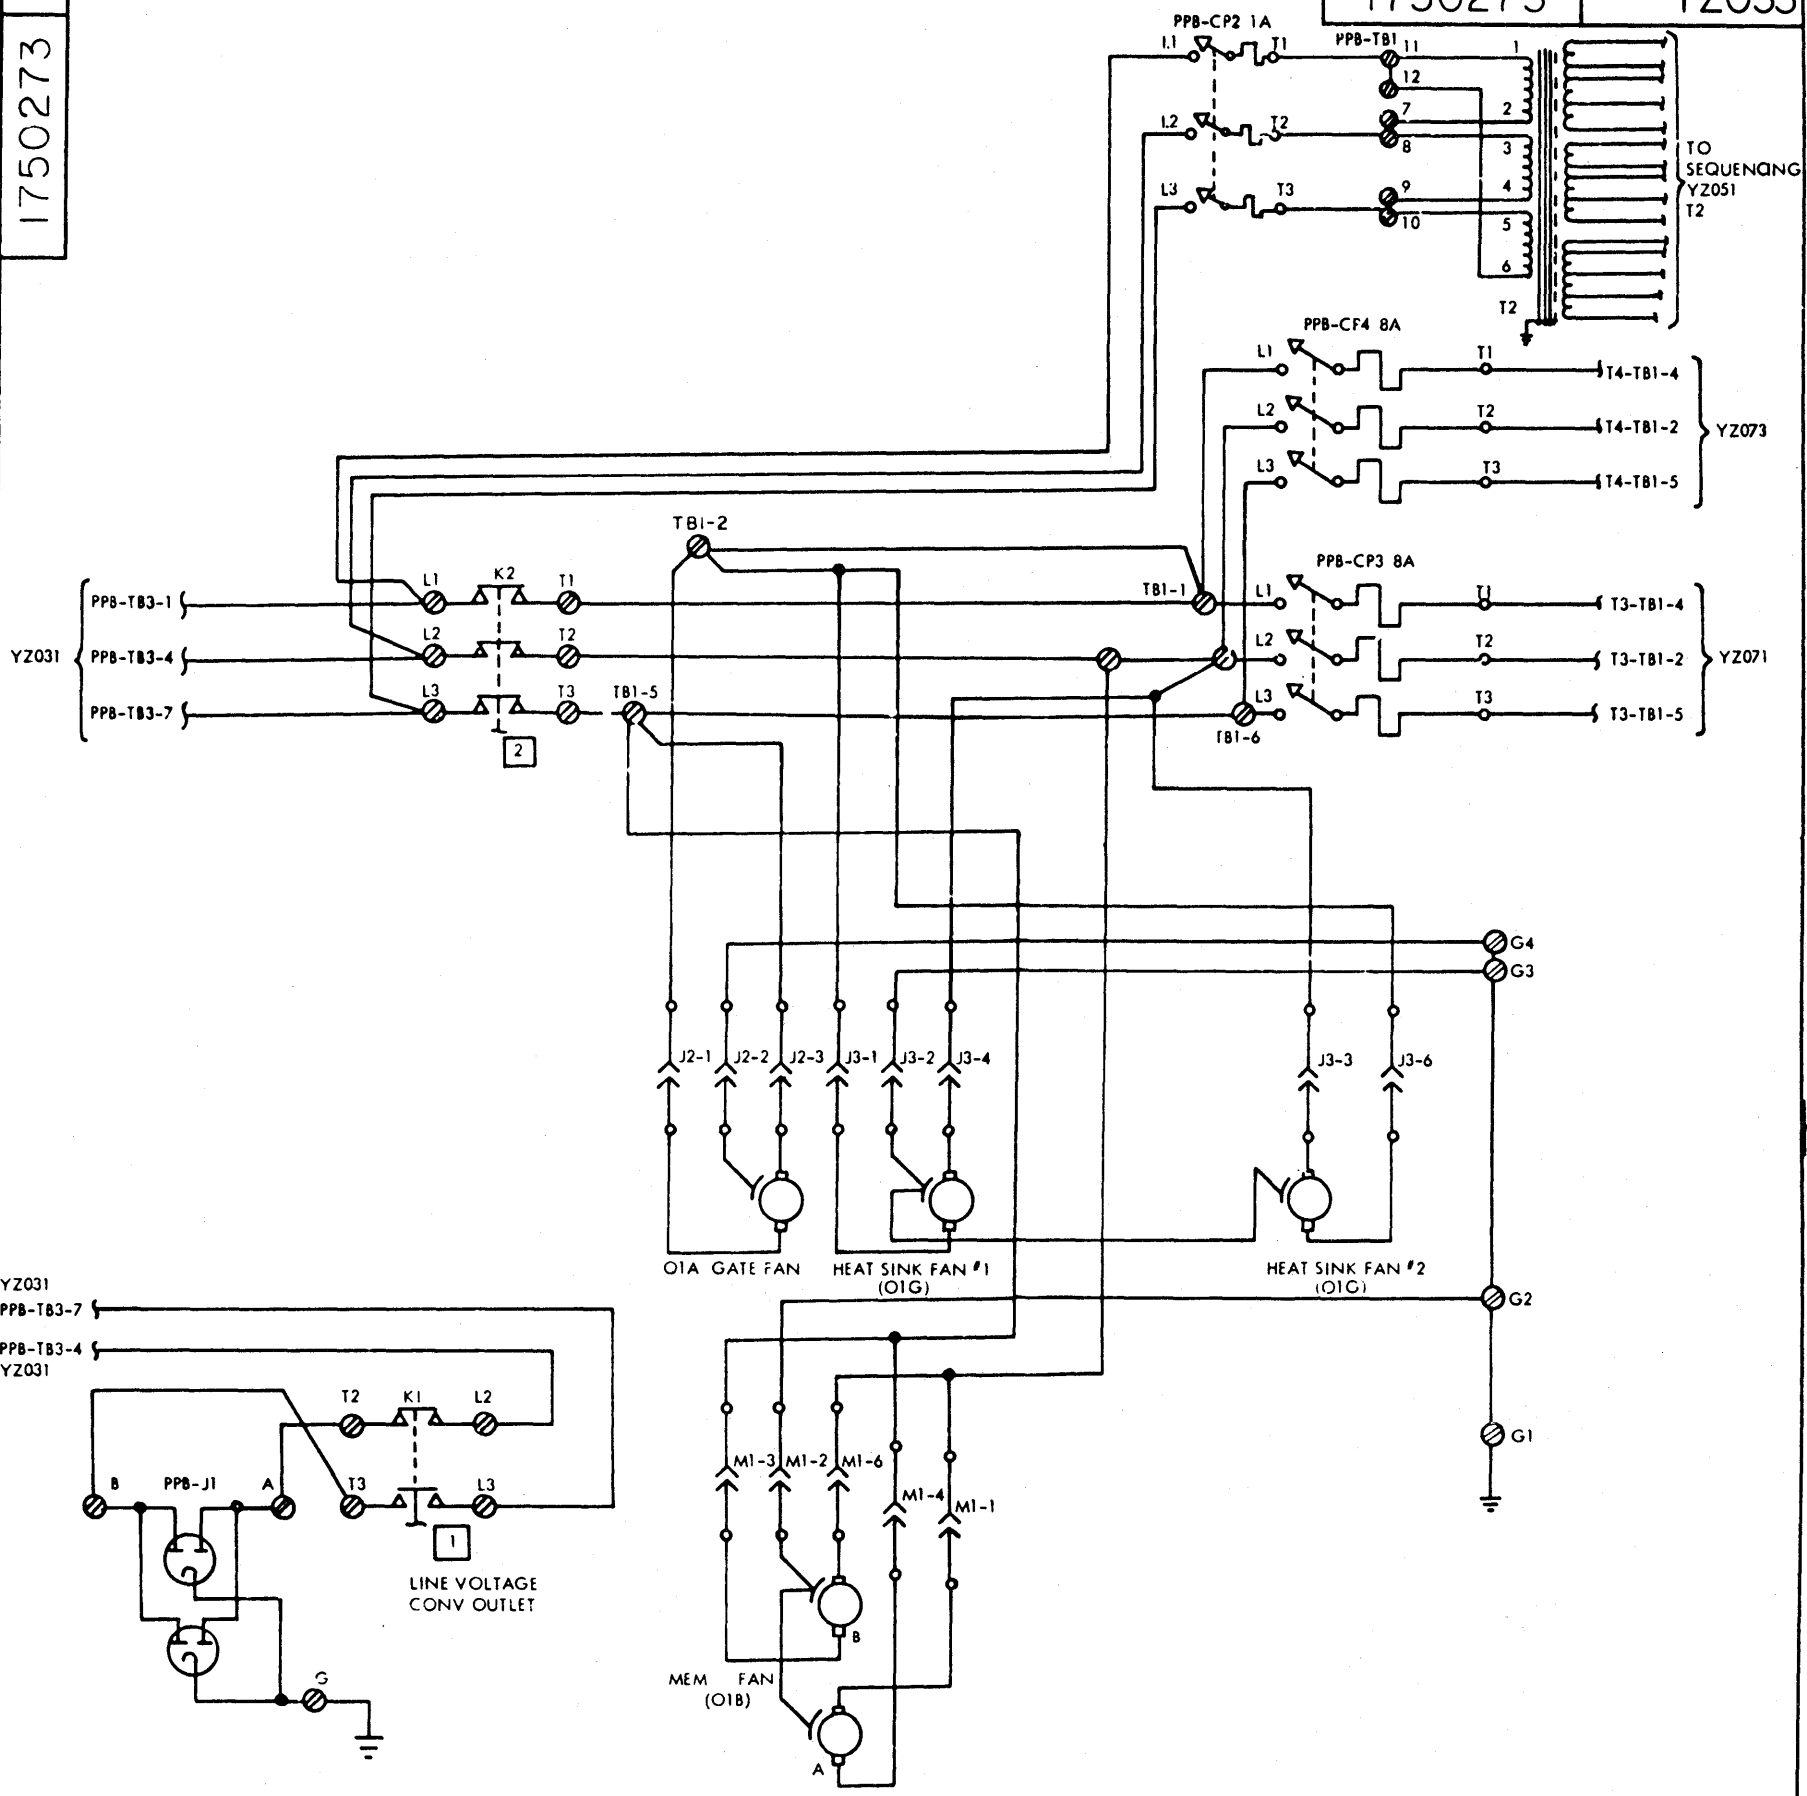 1750273
1750273
YZ033
PPB-CP2 1A
L1
T1
PPB-TB1
11
1
12
7
2
L2
T2
8
3
TO
SEQUENCING
YZ051
T2
L3
T3
9
4
10
5
6
T2
PPB-CP4 8A
L1
T1
T4-TB1-4
L2
T2
T4-TB1-2
YZ073
L3
T3
T4-TB1-5
TB1-2
PPB-CP3 8A
L1
K2
T1
TB1-1
L1
T1
T3-TB1-4
PPB-TB3-1
L2
T2
L2
T2
T3-TB1-2
YZ071
YZ031
PPB-TB3-4
L3
T3
TB1-5
L3
T3
T3-TB1-5
PPB-TB3-7
TB1-6
2
G4
G3
J2-1
J2-2
J2-3
J3-1
J3-2
J3-4
J3-3
J3-6
01A GATE FAN
HEAT SINK FAN #1
(01G)
HEAT SINK FAN #2
(01G)
YZ031
PPB-TB3-7
G2
PPB-TB3-4
YZ031
T2
K1
L2
G1
B
PPB-J1
A
T3
L3
M1-3
M1-2
M1-6
M1-4
M1-1
1
LINE VOLTAGE
CONV OUTLET
B
MEM FAN
(01B)
G
A